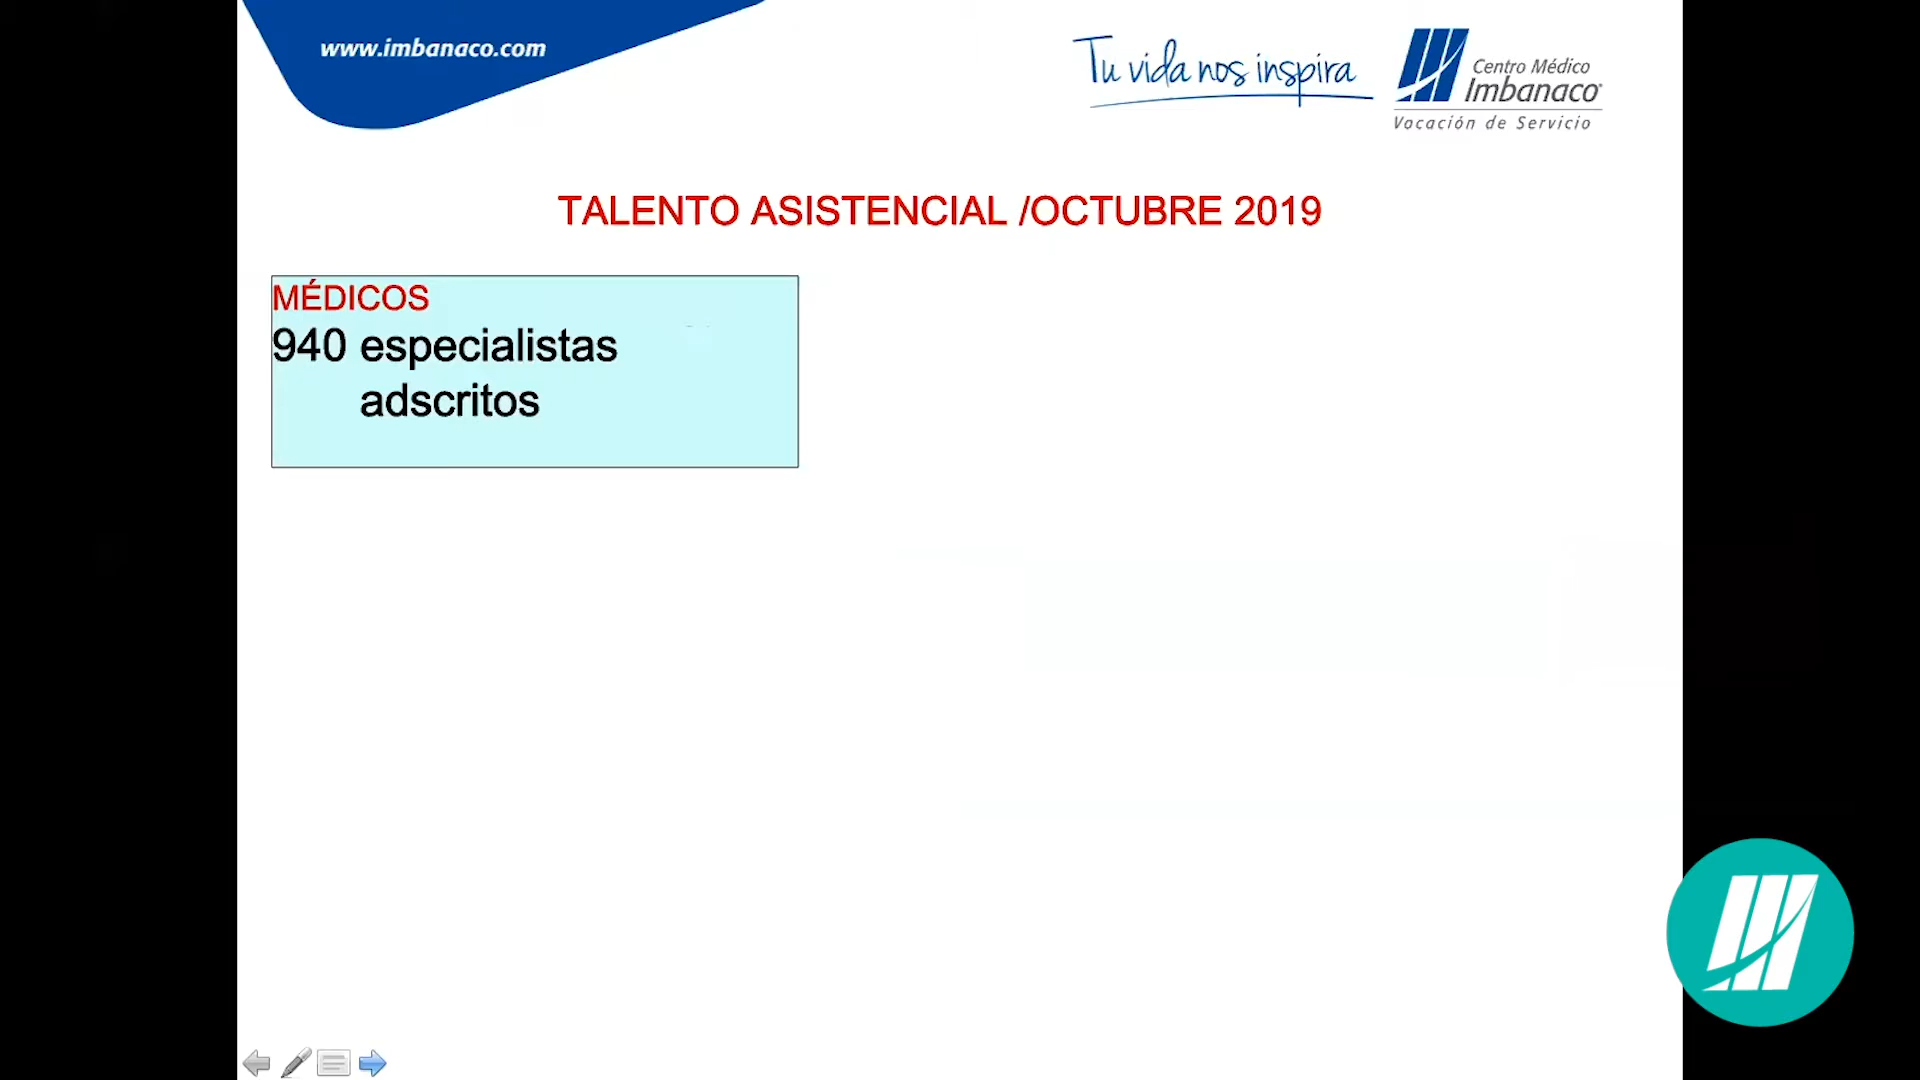 www.imbanaco.com
Tu vida nos inspira
Centro Médico
Imbanaco
Vocación de Servicio
TALENTO ASISTENCIAL /OCTUBRE 2019
MÉDICOS
940 especialistas
adscritos